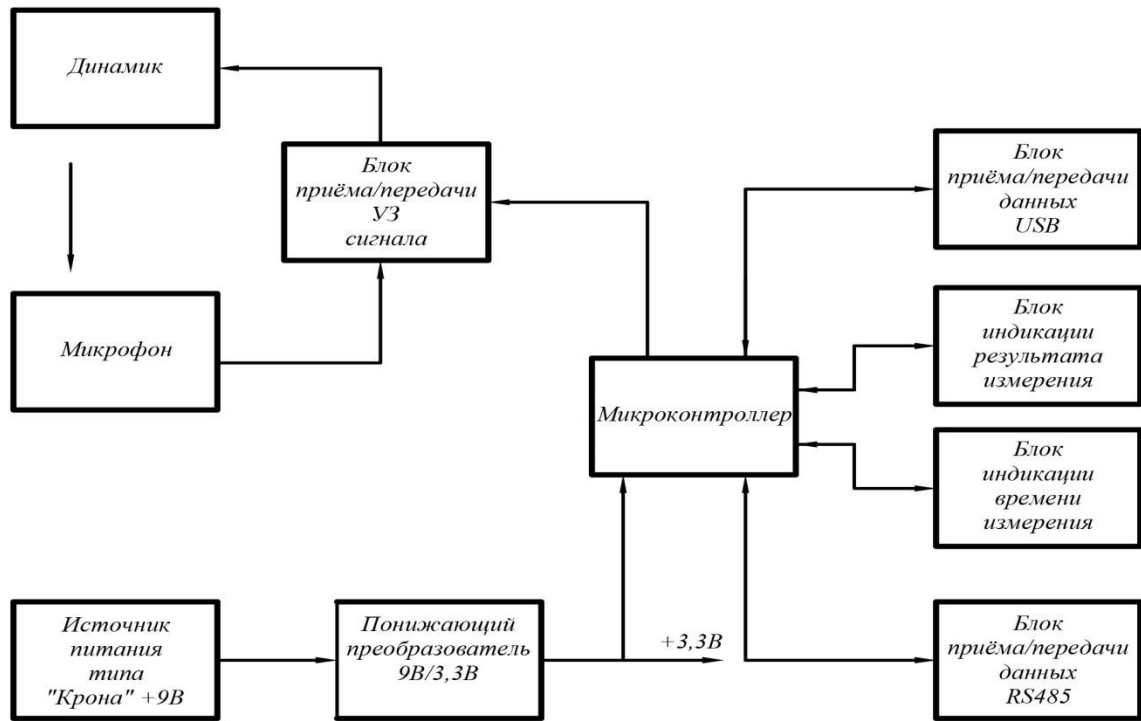 Динамик
Блок
приёма/передачи
УЗ
сигнала
Микрофон
Блок
приёма/передачи
данных
USB
Блок
индикации
результата
измерения
Микроконтроллер
Блок
индикации
времени
измерения
Источник
питания
типа
"Крона" +9В
Понижающий
преобразователь
9В/3,3В
+3,3В
Блок
приёма/передачи
данных
RS485